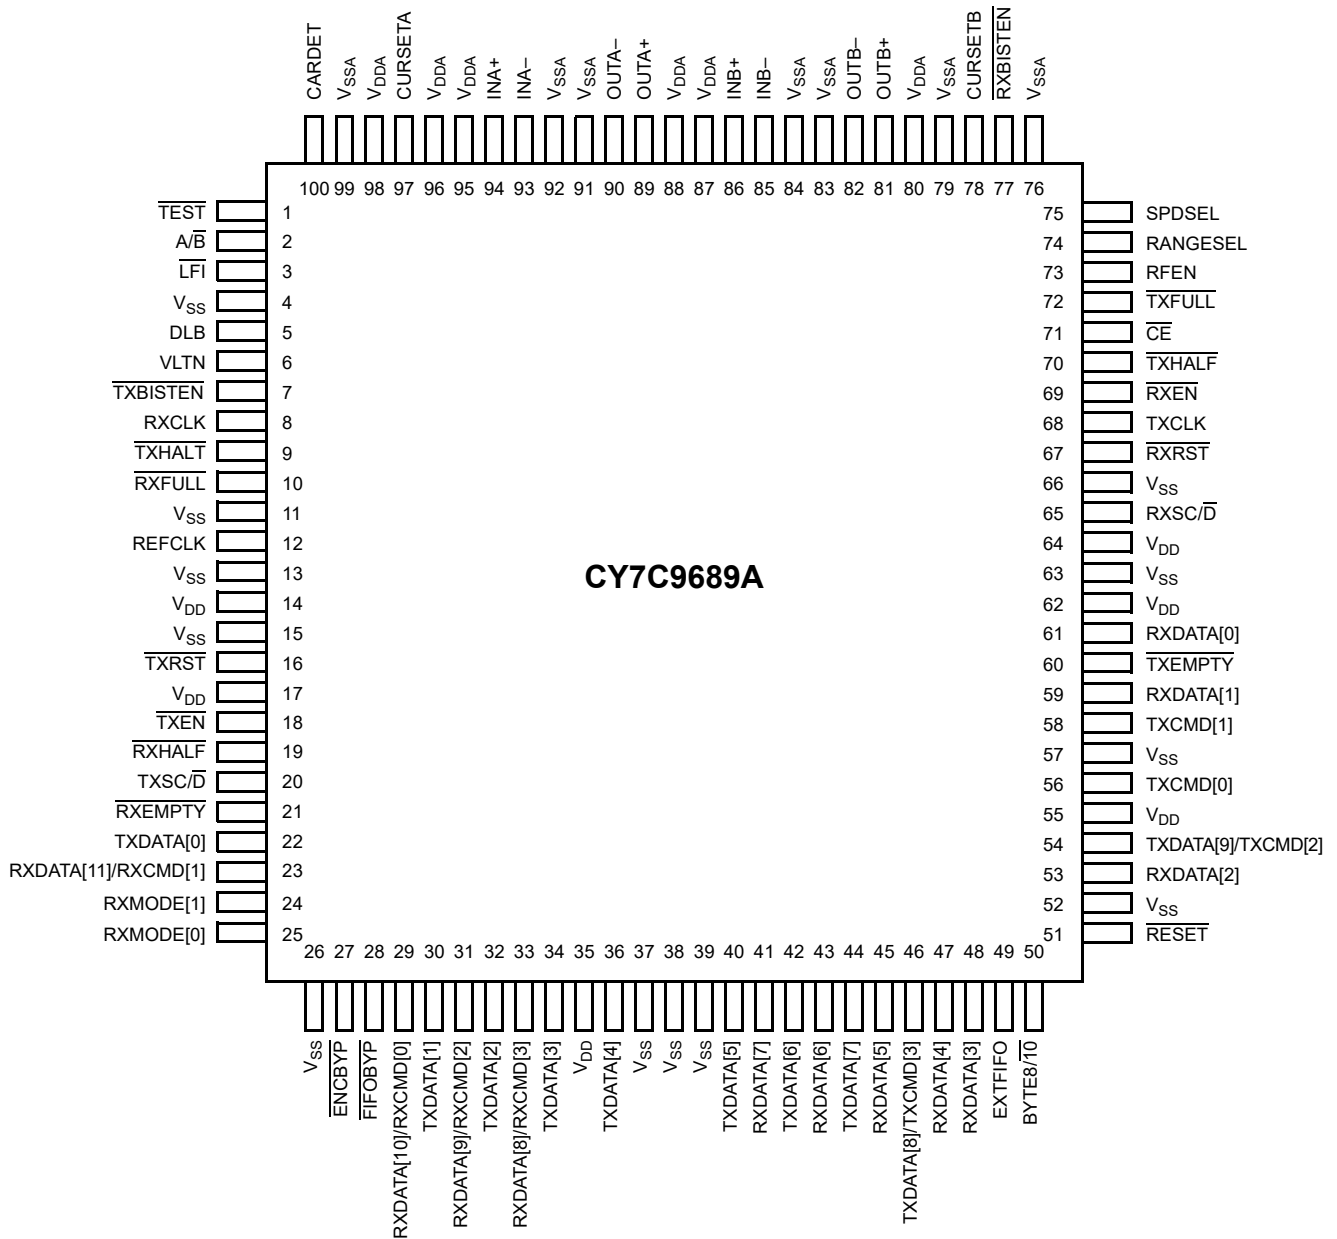 CARDET
VSSA
VDDA
CURSETA
VDDA
VDDA
INA+
INA–
VSSA
VSSA
OUTA–
OUTA+
VDDA
VDDA
INB+
INB–
VSSA
VSSA
OUTB–
OUTB+
VDDA
VSSA
CURSETB
RXBISTEN
VSSA
100 99 98 97 96 95 94 93 92 91 90 89 88 87 86 85 84 83 82 81 80 79 78 77 76
TEST 1
A/B 2
LFI 3
VSS 4
DLB 5
VLTN 6
TXBISTEN 7
RXCLK 8
TXHALT 9
RXFULL 10
VSS 11
REFCLK 12
VSS 13
VDD 14
VSS 15
TXRST 16
VDD 17
TXEN 18
RXHALF 19
TXSC/D 20
RXEMPTY 21
TXDATA[0] 22
RXDATA[11]/RXCMD[1] 23
RXMODE[1] 24
RXMODE[0] 25
CY7C9689A
75 SPDSEL
74 RANGESEL
73 RFEN
72 TXFULL
71 CE
70 TXHALF
69 RXEN
68 TXCLK
67 RXRST
66 VSS
65 RXSC/D
64 VDD
63 VSS
62 VDD
61 RXDATA[0]
60 TXEMPTY
59 RXDATA[1]
58 TXCMD[1]
57 VSS
56 TXCMD[0]
55 VDD
54 TXDATA[9]/TXCMD[2]
53 RXDATA[2]
52 VSS
51 RESET
26 27 28 29 30 31 32 33 34 35 36 37 38 39 40 41 42 43 44 45 46 47 48 49 50
VSS
ENCBYP
FIFOBYP
RXDATA[10]/RXCMD[0]
TXDATA[1]
RXDATA[9]/RXCMD[2]
TXDATA[2]
RXDATA[8]/RXCMD[3]
TXDATA[3]
VDD
TXDATA[4]
VSS
VSS
VSS
TXDATA[5]
RXDATA[7]
TXDATA[6]
RXDATA[6]
TXDATA[7]
RXDATA[5]
TXDATA[8]/TXCMD[3]
RXDATA[4]
RXDATA[3]
EXTFIFO
BYTE8/10